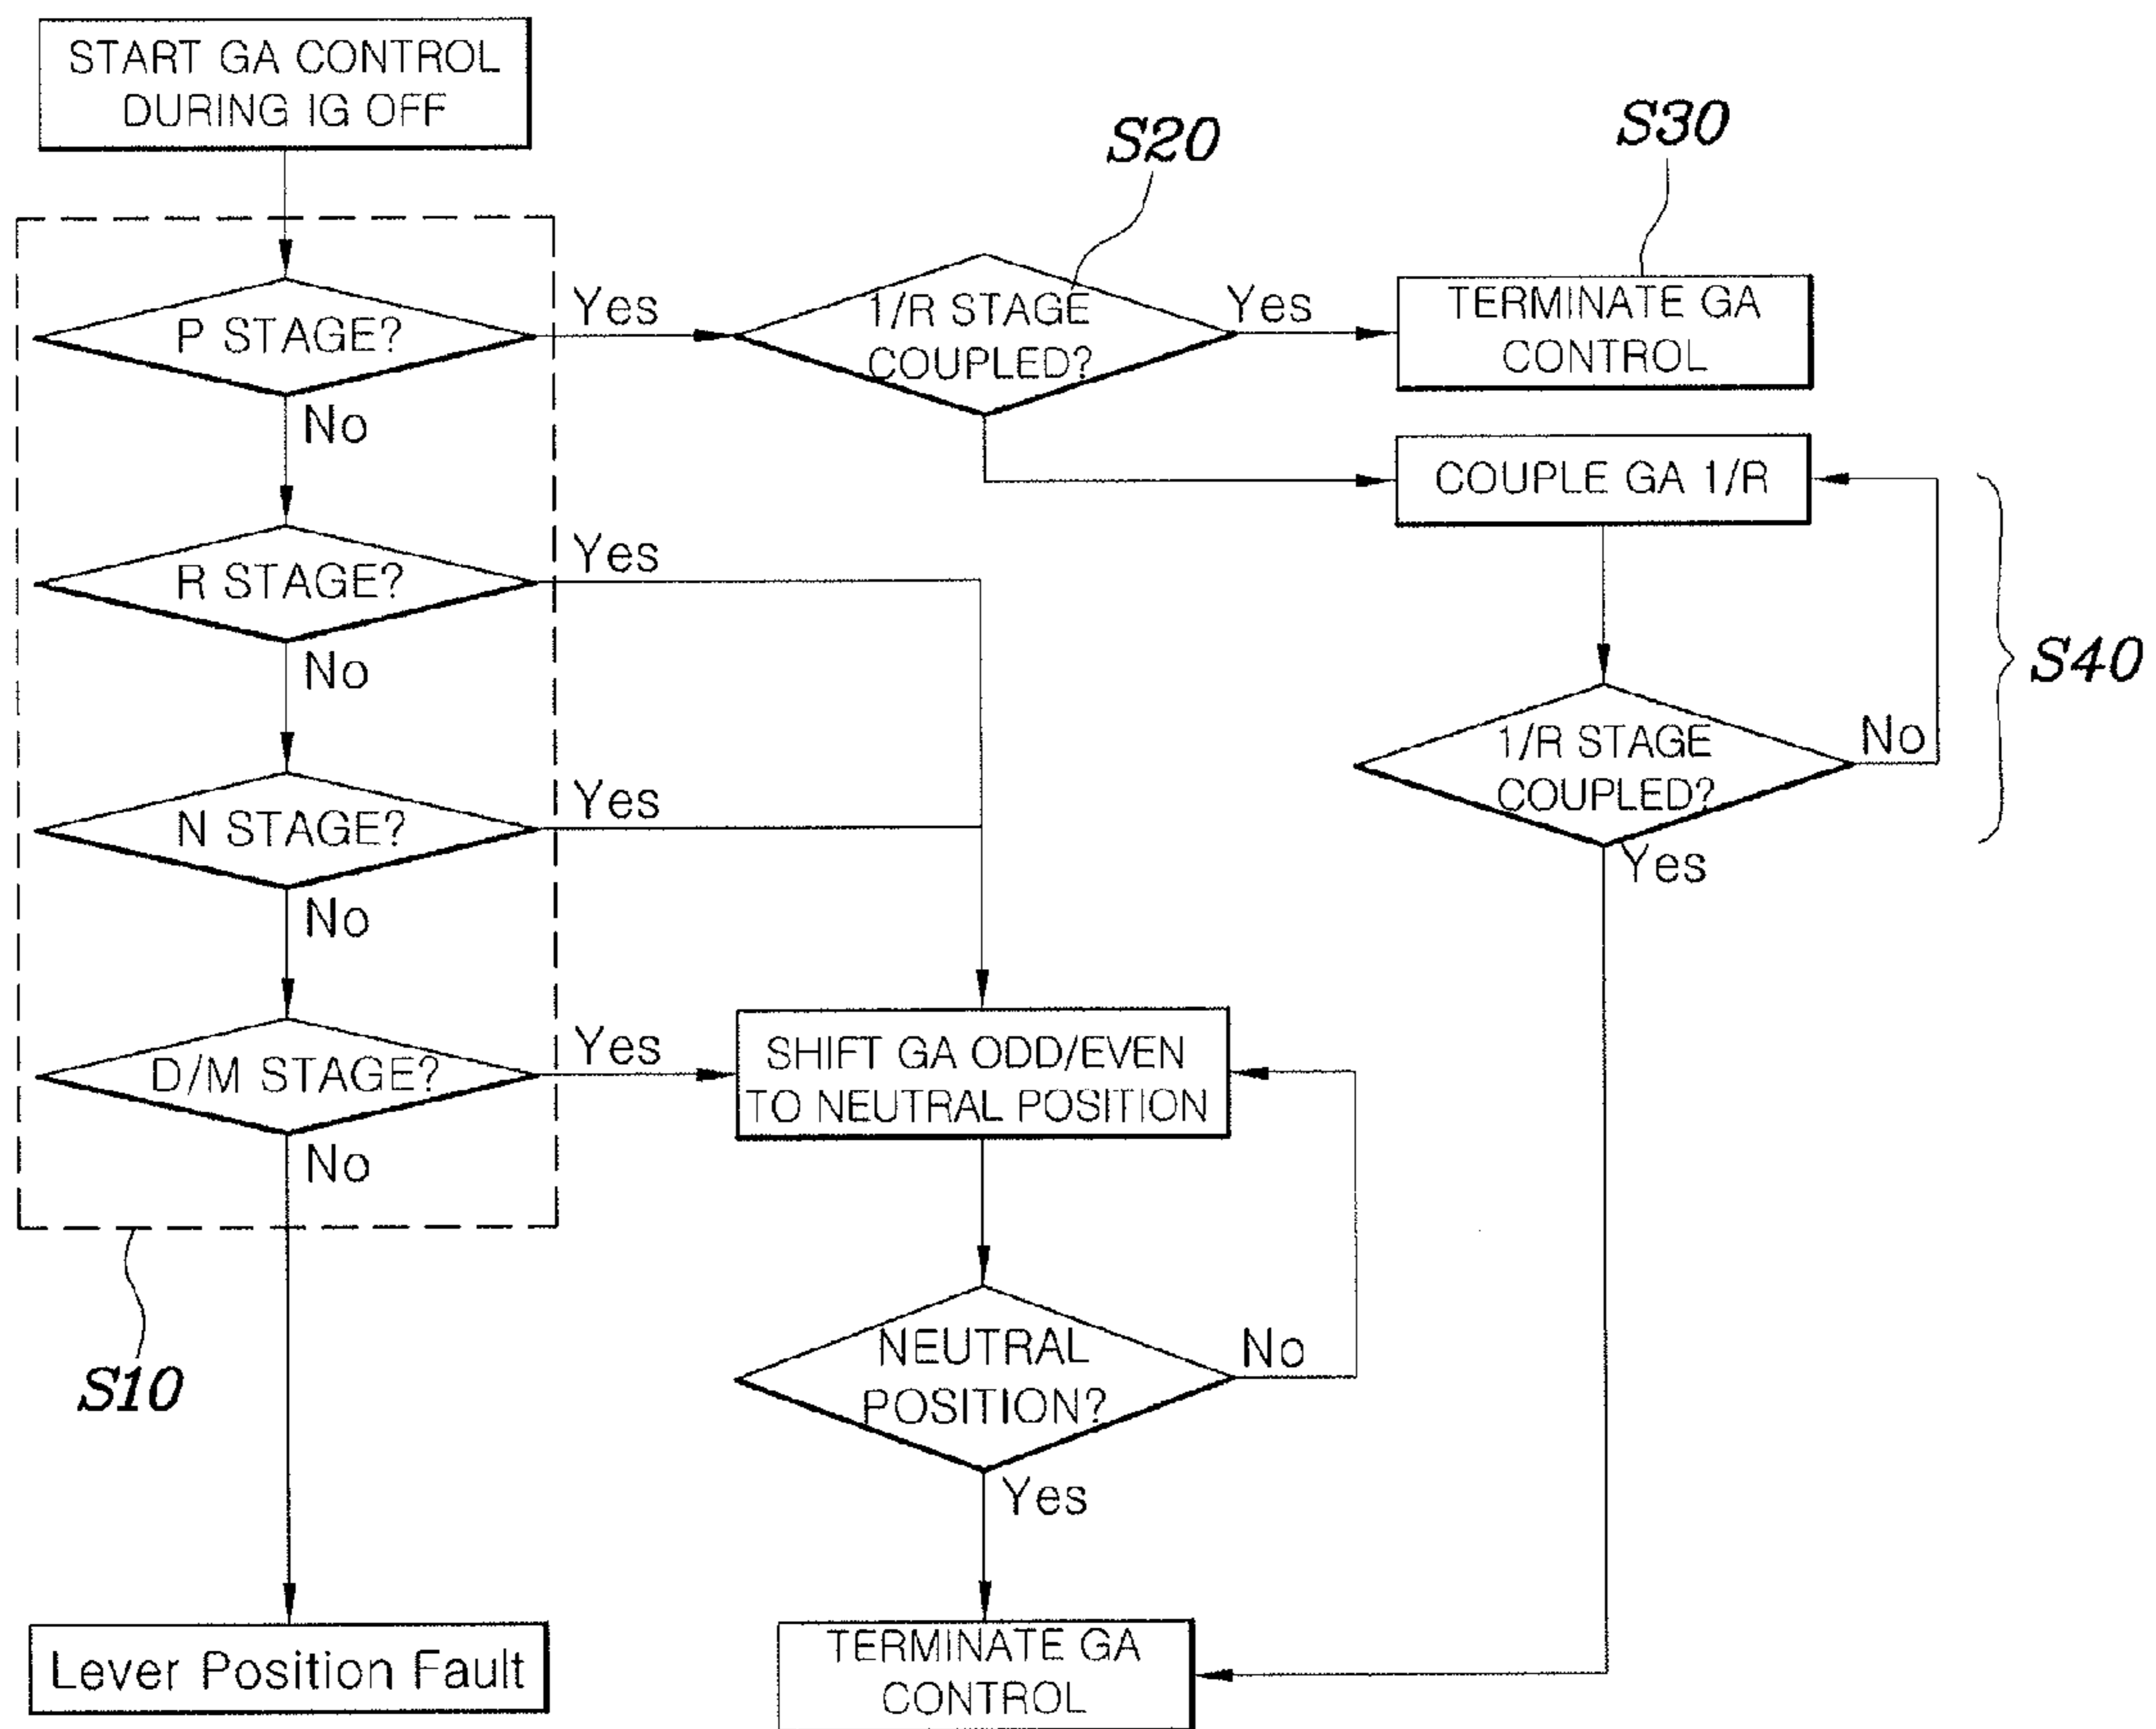 START GA CONTROL
DURING IG OFF
S20
S30
P STAGE?
Yes
No
1/R STAGE
COUPLED?
Yes
TERMINATE GA
CONTROL
COUPLE GA 1/R
R STAGE?
Yes
No
S40
1/R STAGE
COUPLED?
No
Yes
N STAGE?
Yes
No
D/M STAGE?
Yes
No
SHIFT GA ODD/EVEN
TO NEUTRAL POSITION
S10
NEUTRAL
POSITION?
No
Yes
Lever Position Fault
TERMINATE GA
CONTROL